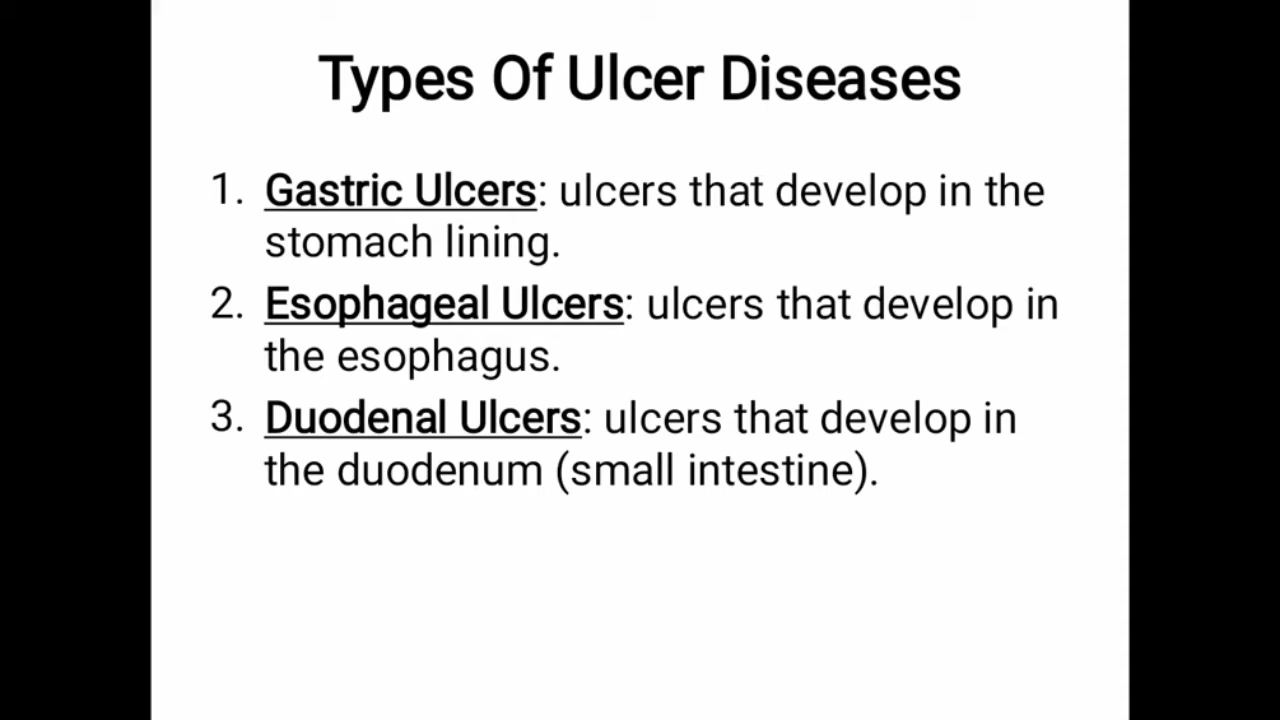 Types Of Ulcer Diseases
1. Gastric Ulcers: ulcers that develop in the
stomach lining.
2. Esophageal Ulcers: ulcers that develop in
the esophagus.
3. Duodenal Ulcers: ulcers that develop in
the duodenum (small intestine).